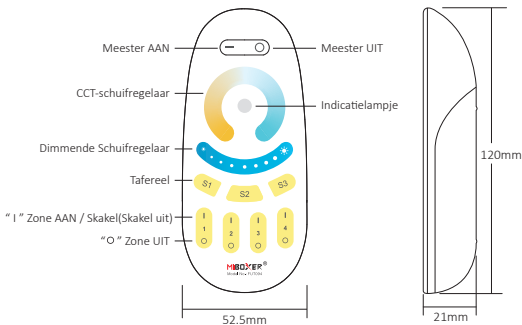 Meester AAN
Meester UIT
CCT-schuifregelaar
Indicatielampje
Dimmende Schuifregelaar
Tafereel
S1
S2
S3
“ I ” Zone AAN / Skakel(Skakel uit)
1
2
3
4
“O” Zone UIT
MIBOXER®
120mm
52.5mm
21mm